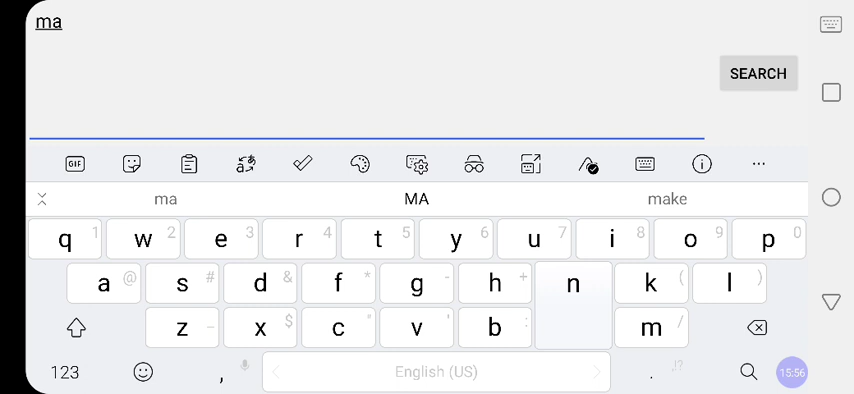 ma
SEARCH
GIF
ma MA make
q 1 w 2 e 3 r 4 t 5 y 6 u 7 i 8 o 9 p 0
a @ s # d & f * g - h + n k ( l )
z _ x $ c " v ' b : m /
123 , English (US) . ,!? 15:56